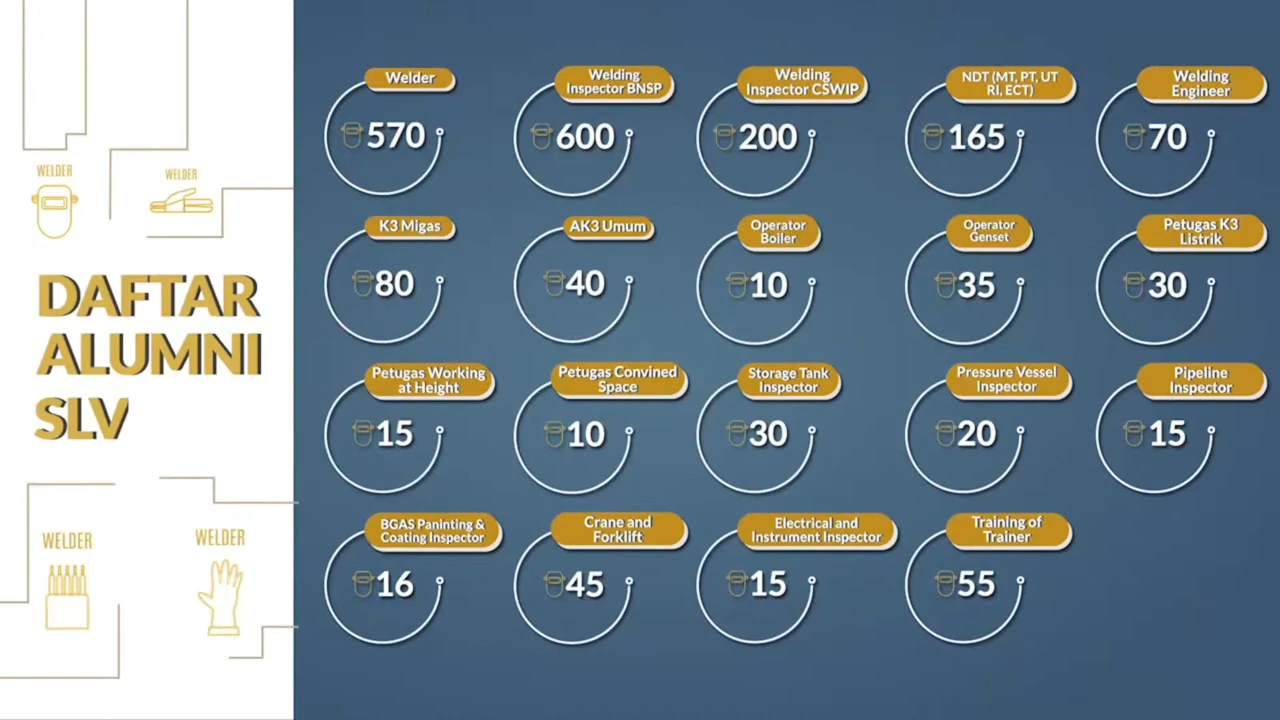 WELDER
WELDER
DAFTAR
ALUMNI
SLV
WELDER
WELDER
Welder
570
Welding
Inspector BNSP
600
Welding
Inspector CSWIP
200
NDT (MT, PT, UT
RI, ECT)
165
Welding
Engineer
70
K3 Migas
80
AK3 Umum
40
Operator
Boiler
10
Operator
Genset
35
Petugas K3
Listrik
30
Petugas Working
at Height
15
Petugas Convined
Space
10
Storage Tank
Inspector
30
Pressure Vessel
Inspector
20
Pipeline
Inspector
15
BGAS Paninting &
Coating Inspector
16
Crane and
Forklift
45
Electrical and
Instrument Inspector
15
Training of
Trainer
55